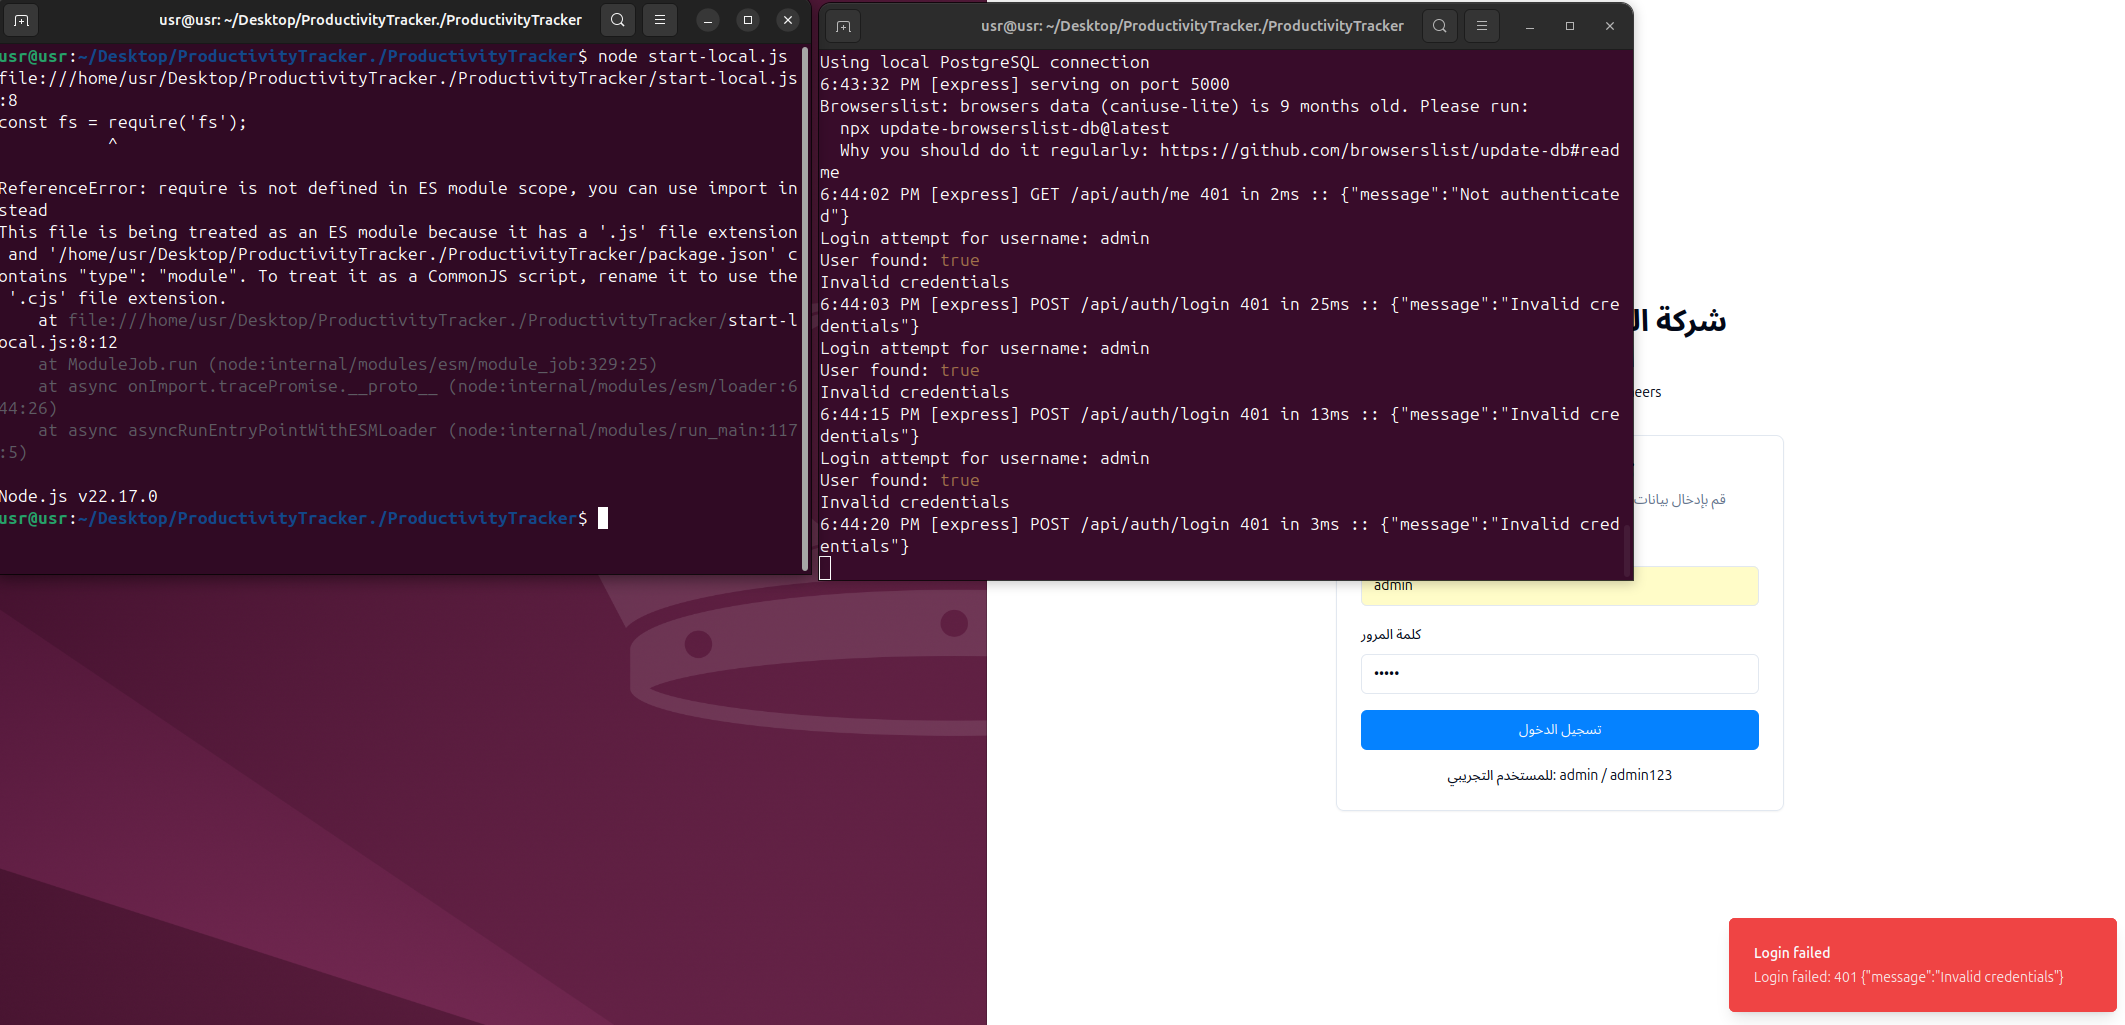 usr@usr: ~/Desktop/ProductivityTracker./ProductivityTracker
usr@usr:~/Desktop/ProductivityTracker./ProductivityTracker$ node start-local.js
file:///home/usr/Desktop/ProductivityTracker./ProductivityTracker/start-local.js
:8
const fs = require('fs');
^
ReferenceError: require is not defined in ES module scope, you can use import in
stead
This file is being treated as an ES module because it has a '.js' file extension
and '/home/usr/Desktop/ProductivityTracker./ProductivityTracker/package.json' c
ontains "type": "module". To treat it as a CommonJS script, rename it to use the
'.cjs' file extension.
at file:///home/usr/Desktop/ProductivityTracker./ProductivityTracker/start-l
ocal.js:8:12
at ModuleJob.run (node:internal/modules/esm/module_job:329:25)
at async onImport.tracePromise.__proto__ (node:internal/modules/esm/loader:6
44:26)
at async asyncRunEntryPointWithESMLoader (node:internal/modules/run_main:117
:5)
Node.js v22.17.0
usr@usr:~/Desktop/ProductivityTracker./ProductivityTracker$
usr@usr: ~/Desktop/ProductivityTracker./ProductivityTracker
Using local PostgreSQL connection
6:43:32 PM [express] serving on port 5000
Browserslist: browsers data (caniuse-lite) is 9 months old. Please run:
npx update-browserslist-db@latest
Why you should do it regularly: https://github.com/browserslist/update-db#read
me
6:44:02 PM [express] GET /api/auth/me 401 in 2ms :: {"message":"Not authenticate
d"}
Login attempt for username: admin
User found: true
Invalid credentials
6:44:03 PM [express] POST /api/auth/login 401 in 25ms :: {"message":"Invalid cre
dentials"}
Login attempt for username: admin
User found: true
Invalid credentials
6:44:15 PM [express] POST /api/auth/login 401 in 13ms :: {"message":"Invalid cre
dentials"}
Login attempt for username: admin
User found: true
Invalid credentials
6:44:20 PM [express] POST /api/auth/login 401 in 3ms :: {"message":"Invalid cred
entials"}
شركة
eers
قم بإدخال بيانات
admin
كلمة المرور
•••••
تسجيل الدخول
للمستخدم التجريبي: admin / admin123
Login failed
Login failed: 401 {"message":"Invalid credentials"}